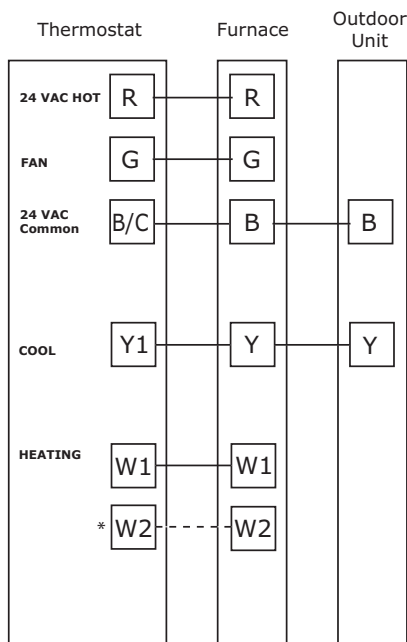 Thermostat Furnace Outdoor
Unit
24 VAC HOT R R
FAN G G
24 VAC
Common B/C B B
COOL Y1 Y Y
HEATING
W1 W1
* W2 W2